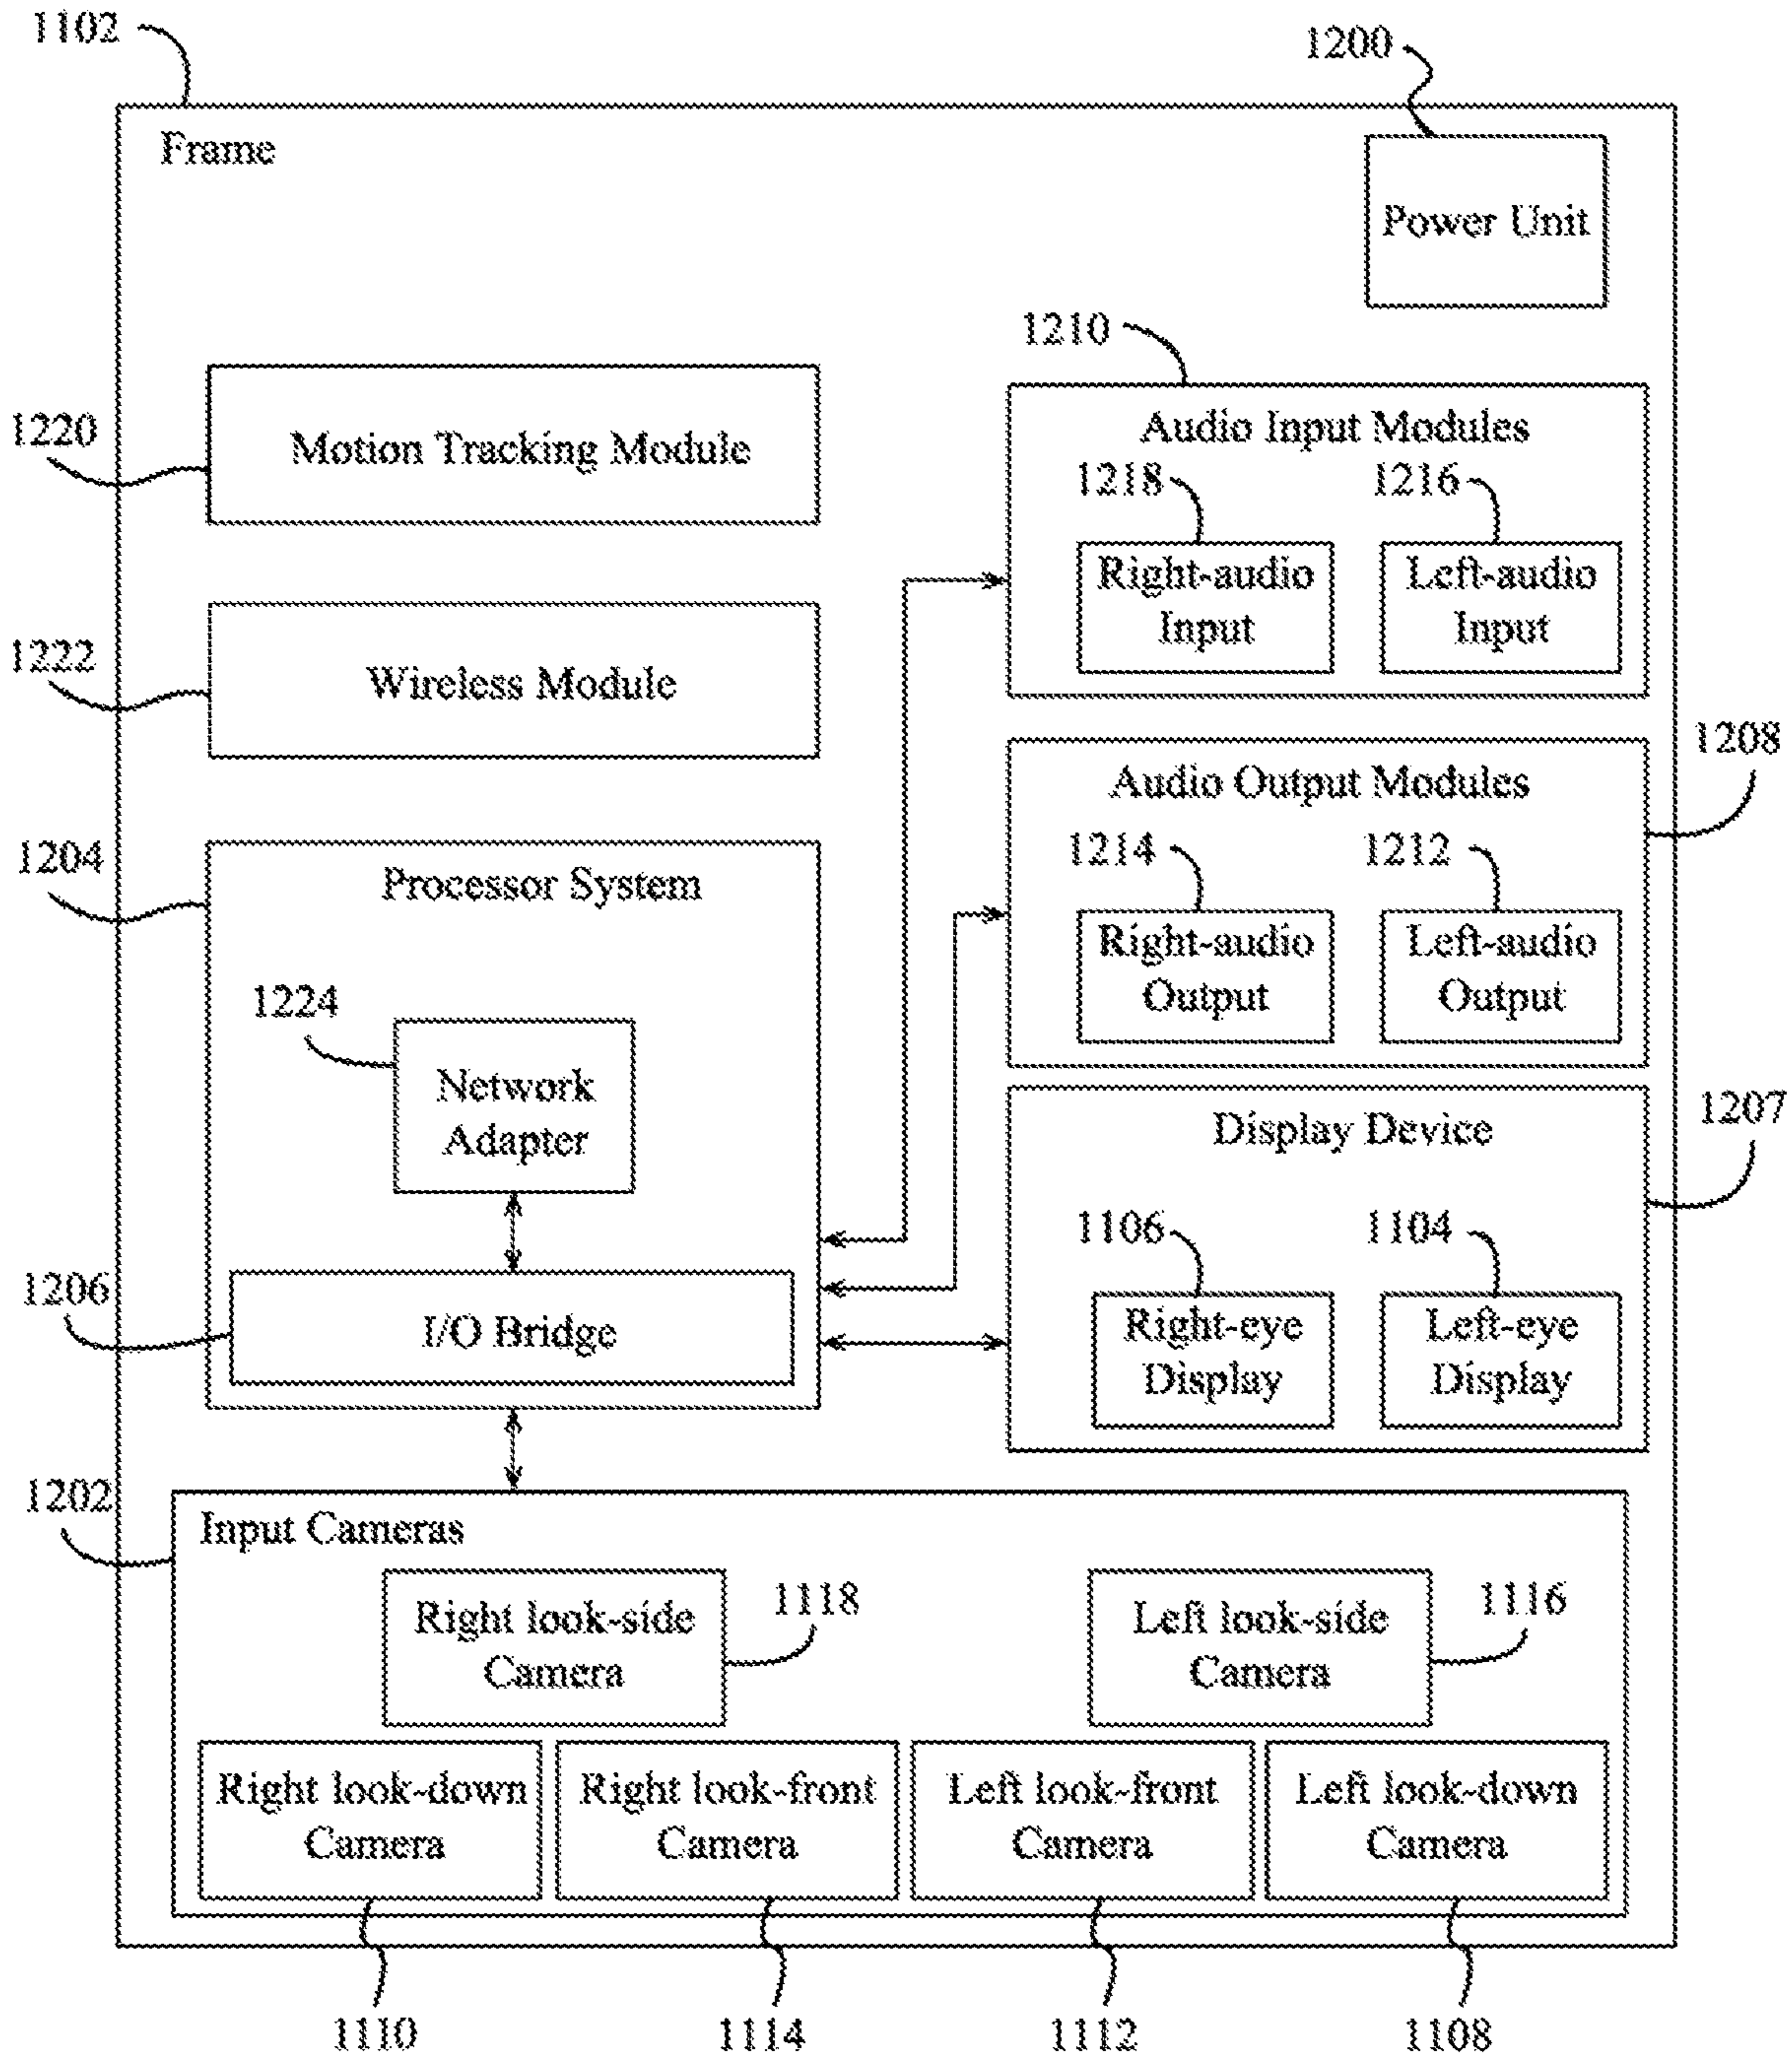 1102
1200
Frame
Power Unit
1210
1220
Motion Tracking Module
Audio Input Modules
1218
1216
Right-audio
Input
Left-audio
Input
1222
Wireless Module
1208
Audio Output Modules
1214
1212
Right-audio
Output
Left-audio
Output
1204
Processor System
1224
Network
Adapter
1207
Display Device
1106
1104
Right-eye
Display
Left-eye
Display
1206
I/O Bridge
1202
Input Cameras
Right look-side
Camera
1118
Left look-side
Camera
1116
Right look-down
Camera
Right look-front
Camera
Left look-front
Camera
Left look-down
Camera
1110
1114
1112
1108